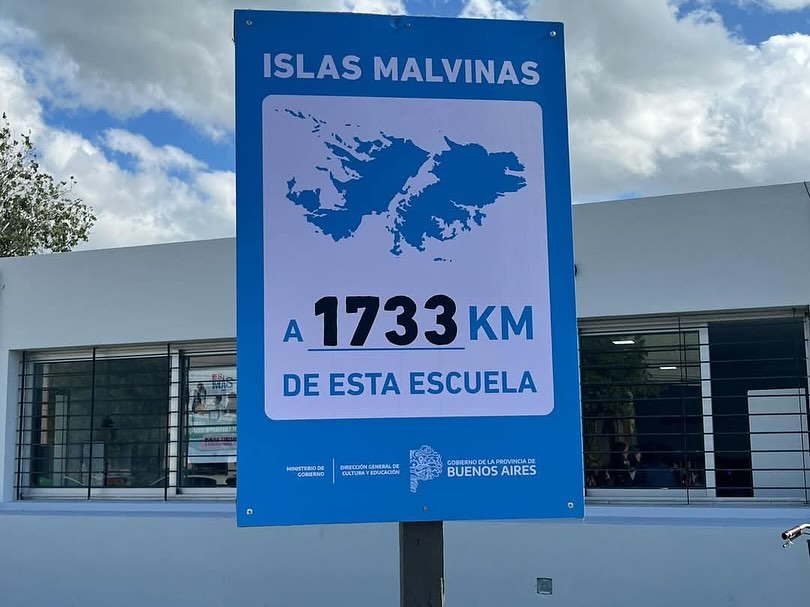 ISLAS MALVINAS
A 1733 KM
DE ESTA ESCUELA
MINISTERIO DE
GOBIERNO
DIRECCIÓN GENERAL DE
CULTURA Y EDUCACIÓN
GOBIERNO DE LA PROVINCIA DE
BUENOS AIRES